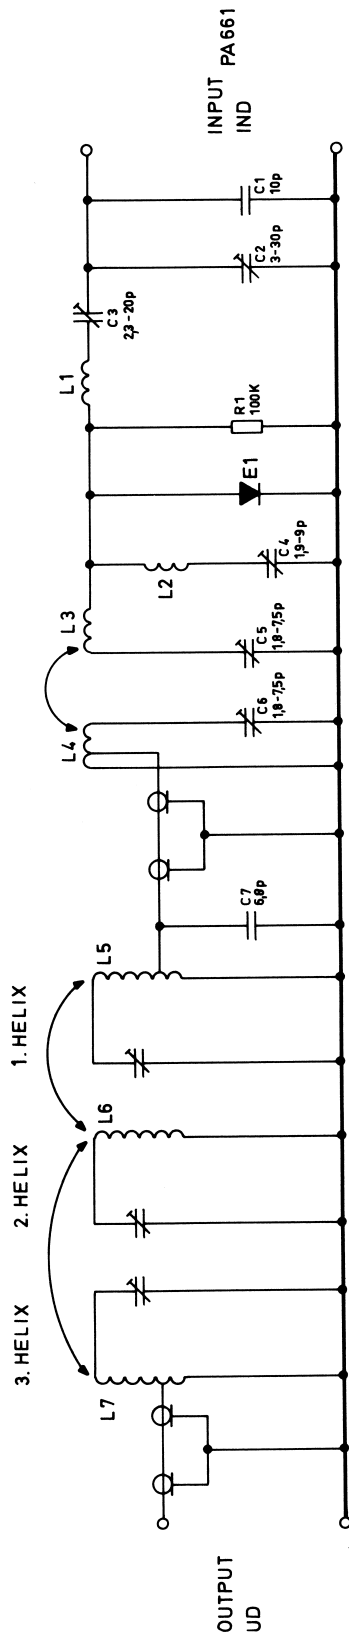 3. HELIX
2. HELIX
1. HELIX
OUTPUT
UD
L7
L6
L5
C7
6,8p
L4
C6
1,8-7,5p
L3
C5
1,8-7,5p
L2
C4
1,9-9p
E1
R1
100K
L1
C3
2,3-20p
C2
3-30p
C1
10p
INPUT PA661
IND